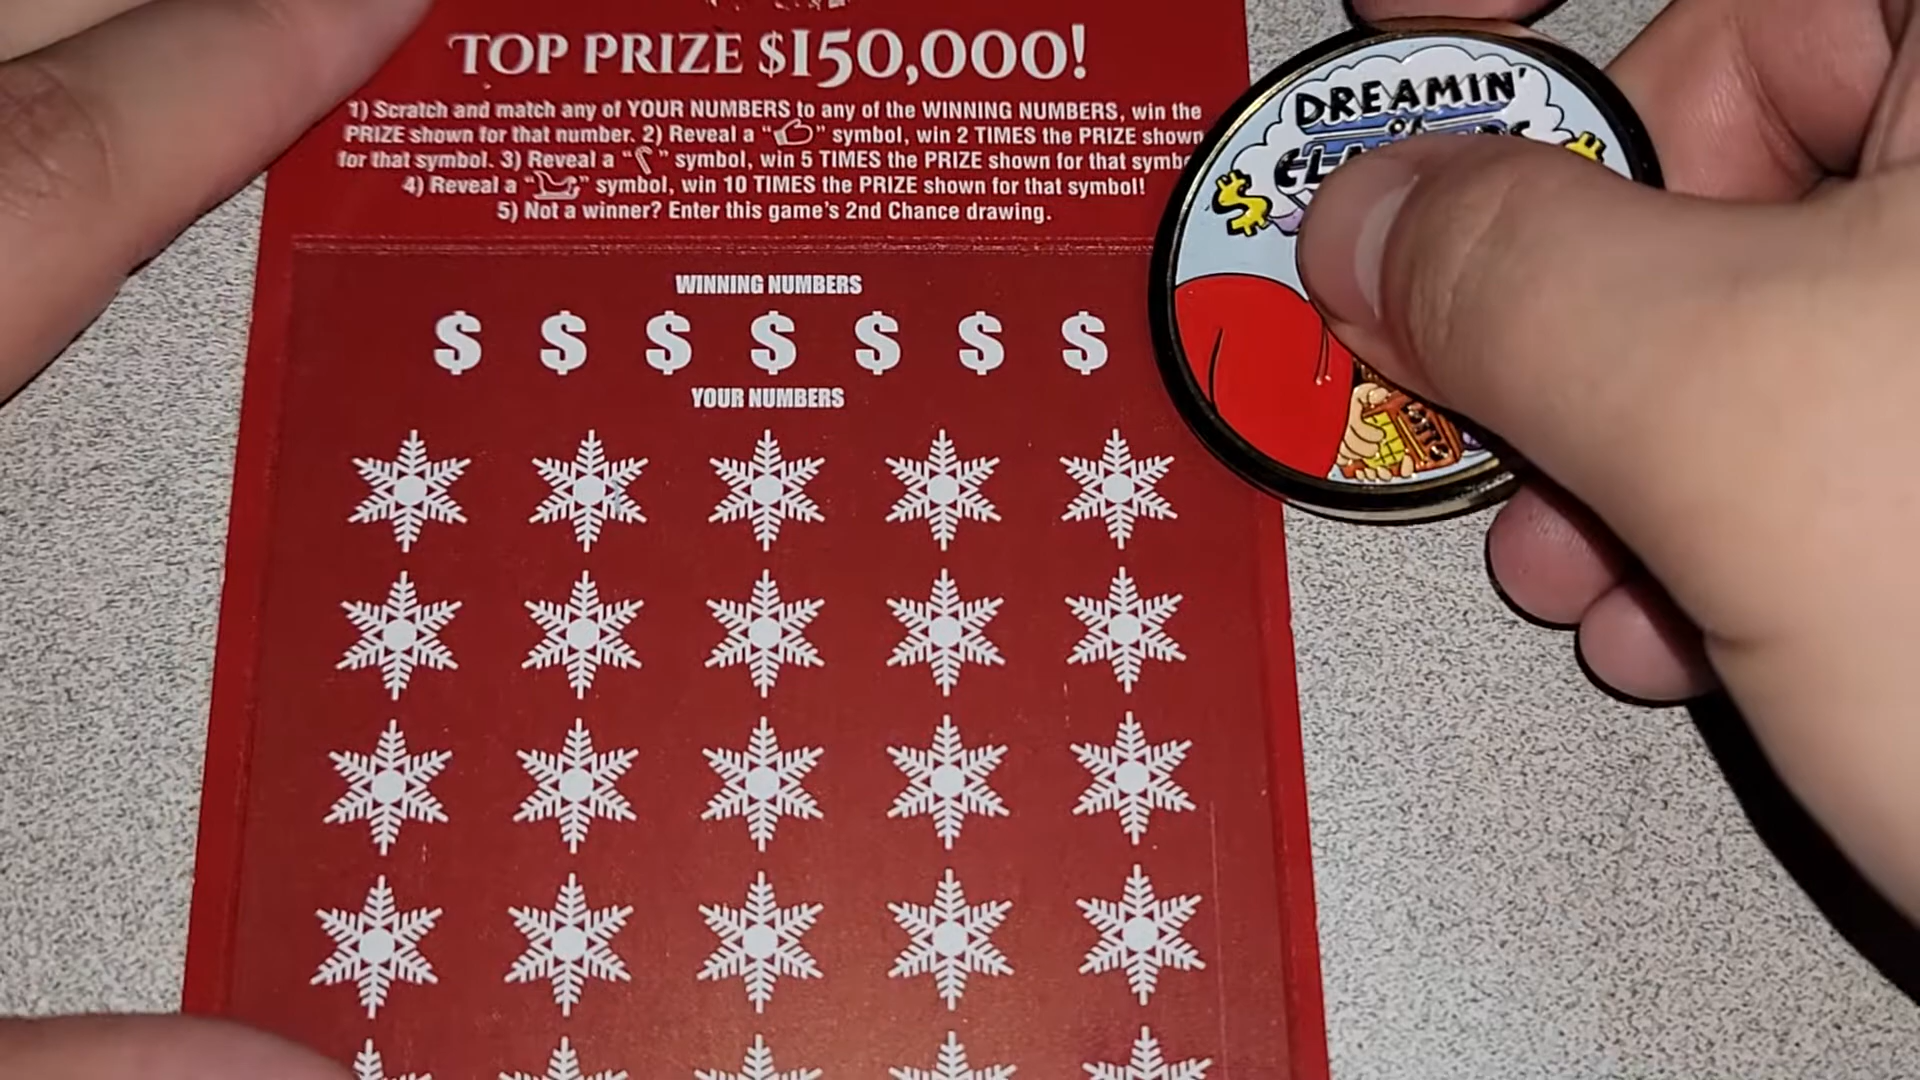 TOP PRIZE $150,000!
1) Scratch and match any of YOUR NUMBERS to any of the WINNING NUMBERS, win the
PRIZE shown for that number. 2) Reveal a “ ” symbol, win 2 TIMES the PRIZE shown
for that symbol. 3) Reveal a “ ” symbol, win 5 TIMES the PRIZE shown for that
4) Reveal a “ ” symbol, win 10 TIMES the PRIZE shown for that symbol!
5) Not a winner? Enter this game's 2nd Chance drawing.
WINNING NUMBERS
$ $ $ $ $ $ $
YOUR NUMBERS
DREAMIN'
OF
$ $